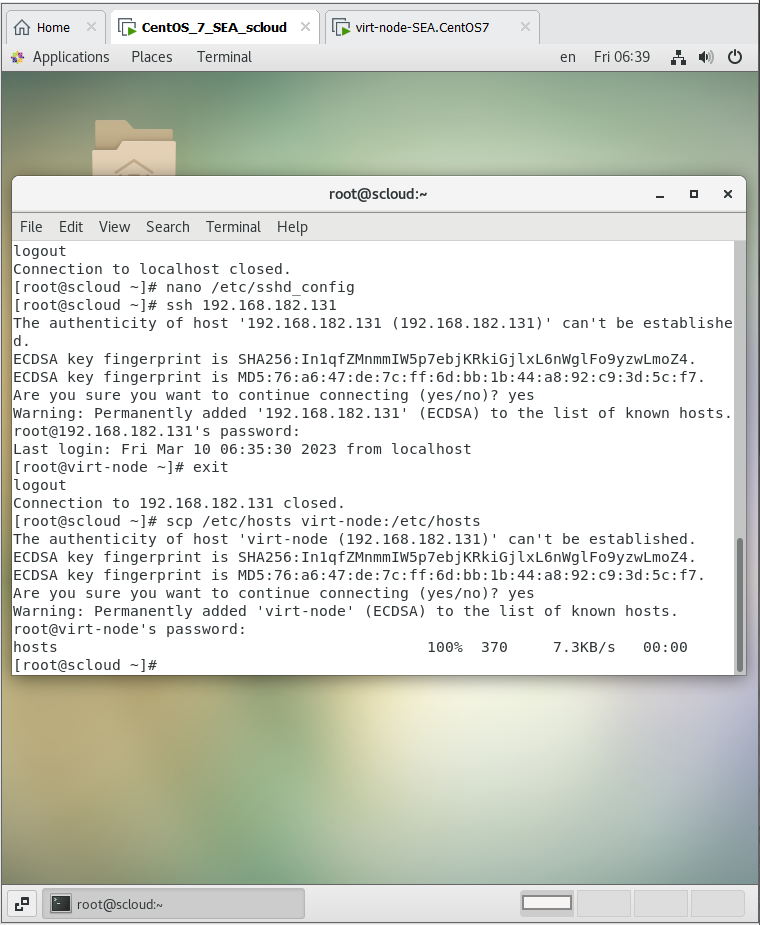 Home
CentOS_7_SEA_scloud
virt-node-SEA.CentOS7
Applications Places Terminal en Fri 06:39
root@scloud:~
File Edit View Search Terminal Help
logout
Connection to localhost closed.
[root@scloud ~]# nano /etc/sshd_config
[root@scloud ~]# ssh 192.168.182.131
The authenticity of host '192.168.182.131 (192.168.182.131)' can't be establishe
d.
ECDSA key fingerprint is SHA256:In1qfZMnmmIW5p7ebjKRkiGjlxL6nWglFo9yzwLmoZ4.
ECDSA key fingerprint is MD5:76:a6:47:de:7c:ff:6d:bb:1b:44:a8:92:c9:3d:5c:f7.
Are you sure you want to continue connecting (yes/no)? yes
Warning: Permanently added '192.168.182.131' (ECDSA) to the list of known hosts.
root@192.168.182.131's password:
Last login: Fri Mar 10 06:35:30 2023 from localhost
[root@virt-node ~]# exit
logout
Connection to 192.168.182.131 closed.
[root@scloud ~]# scp /etc/hosts virt-node:/etc/hosts
The authenticity of host 'virt-node (192.168.182.131)' can't be established.
ECDSA key fingerprint is SHA256:In1qfZMnmmIW5p7ebjKRkiGjlxL6nWglFo9yzwLmoZ4.
ECDSA key fingerprint is MD5:76:a6:47:de:7c:ff:6d:bb:1b:44:a8:92:c9:3d:5c:f7.
Are you sure you want to continue connecting (yes/no)? yes
Warning: Permanently added 'virt-node' (ECDSA) to the list of known hosts.
root@virt-node's password:
hosts 100% 370 7.3KB/s 00:00
[root@scloud ~]#
root@scloud:~